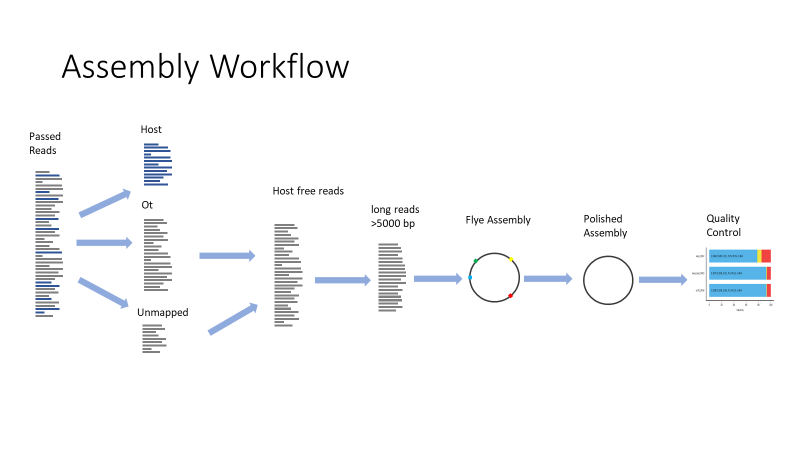 Assembly Workflow
Passed
Reads
Host
Ot
Unmapped
Host free reads
long reads
>5000 bp
Flye Assembly
Polished
Assembly
Quality
Control